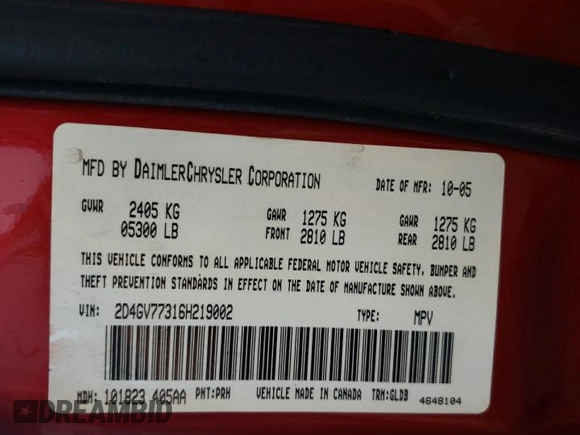 MFD BY DAIMLERCHRYSLER CORPORATION DATE OF MFR: 10-05
GVWR 2405 KG GAWR 1275 KG GAWR 1275 KG
05300 LB FRONT 2810 LB REAR 2810 LB
THIS VEHICLE CONFORMS TO ALL APPLICABLE FEDERAL MOTOR VEHICLE SAFETY, BUMPER AND
THEFT PREVENTION STANDARDS IN EFFECT ON THE DATE OF MANUFACTURE SHOWN ABOVE.
VIN: 2D4GV77316H219002 TYPE: MPV
MDH: 101823 405AA PNT:PRH VEHICLE MADE IN CANADA TRN:GLDB 4648104
DREAMBID